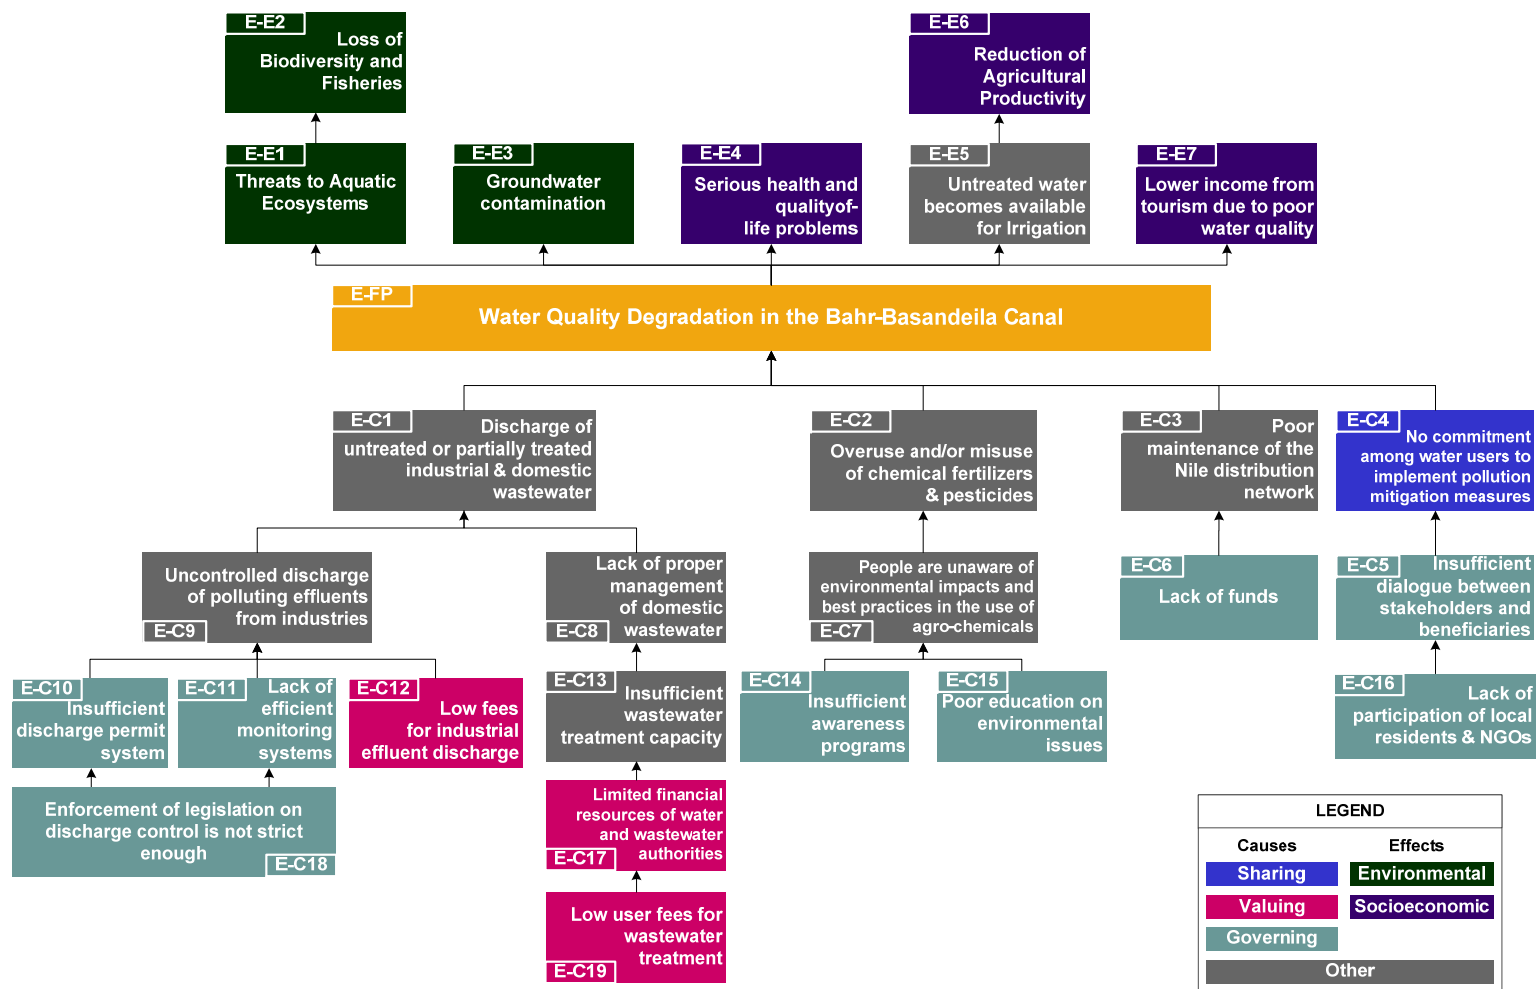 E-E2
Loss of
Biodiversity and
Fisheries
E-E6
Reduction of
Agricultural
Productivity
E-E1
Threats to Aquatic
Ecosystems
E-E3
Groundwater
contamination
E-E4
Serious health and
qualityof-
life problems
E-E5
Untreated water
becomes available
for Irrigation
E-E7
Lower income from
tourism due to poor
water quality
E-FP
Water Quality Degradation in the Bahr-Basandeila Canal
E-C1
Discharge of
untreated or partially treated
industrial & domestic
wastewater
E-C2
Overuse and/or misuse
of chemical fertilizers
& pesticides
E-C3
Poor
maintenance of the
Nile distribution
network
E-C4
No commitment
among water users to
implement pollution
mitigation measures
Uncontrolled discharge
of polluting effluents
from industries
E-C9
Lack of proper
management
of domestic
wastewater
E-C8
People are unaware of
environmental impacts and
best practices in the use of
agro-chemicals
E-C7
E-C6
Lack of funds
E-C5
Insufficient
dialogue between
stakeholders and
beneficiaries
E-C10
Insufficient
discharge permit
system
E-C11
Lack of
efficient
monitoring
systems
E-C12
Low fees
for industrial
effluent discharge
E-C13
Insufficient
wastewater
treatment capacity
E-C14
Insufficient
awareness
programs
E-C15
Poor education on
environmental
issues
E-C16
Lack of
participation of local
residents & NGOs
Enforcement of legislation on
discharge control is not strict
enough
E-C18
Limited financial
resources of water
and wastewater
authorities
E-C17
Low user fees for
wastewater
treatment
E-C19
LEGEND
Causes
Effects
Sharing
Environmental
Valuing
Socioeconomic
Governing
Other